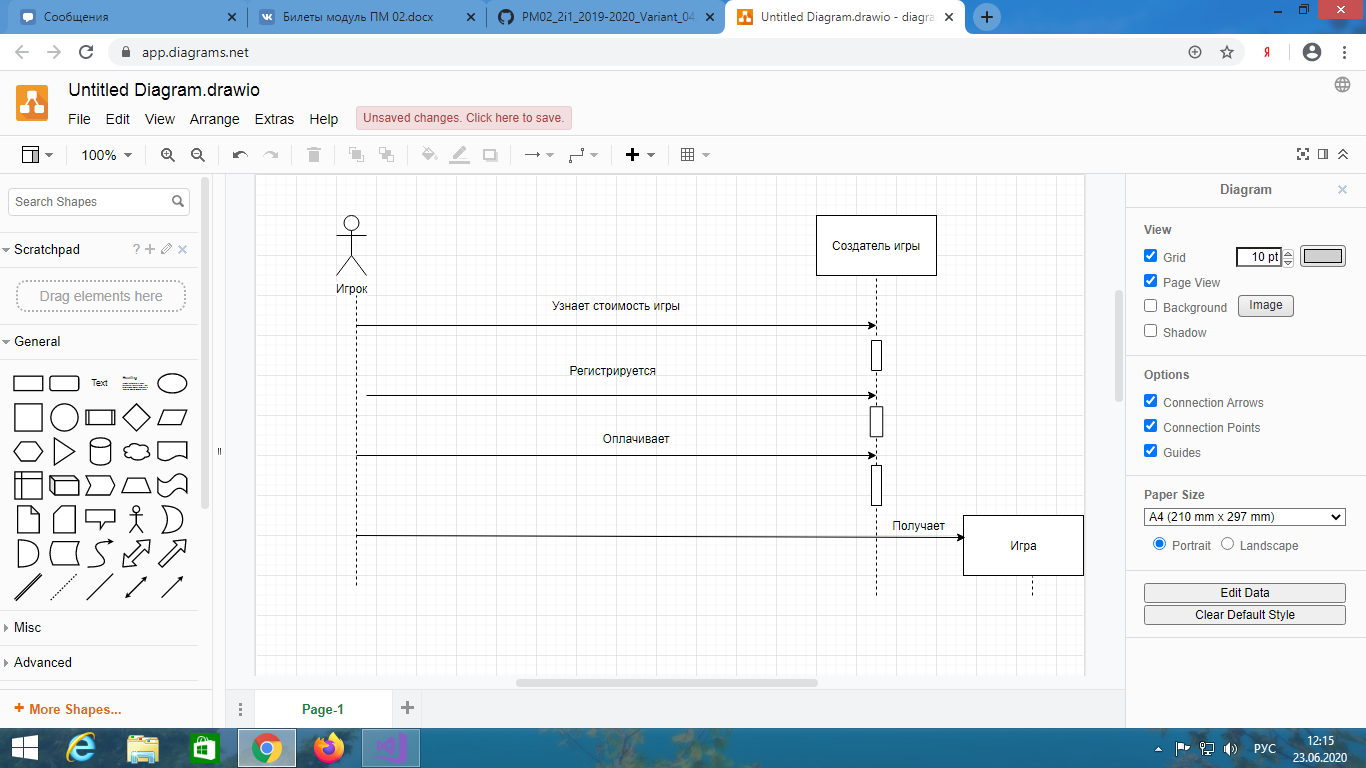 Сообщения
Билеты модуль ПМ 02.docx
PM02_2i1_2019-2020_Variant_04
Untitled Diagram.drawio - diagra
app.diagrams.net
Я
Untitled Diagram.drawio
File Edit View Arrange Extras Help
Unsaved changes. Click here to save.
100%
Search Shapes
Scratchpad
?
Drag elements here
General
Text
Misc
Advanced
More Shapes...
Игрок
Создатель игры
Узнает стоимость игры
Регистрируется
Оплачивает
Получает
Игра
Page-1
Diagram
View
Grid
10 pt
Page View
Background
Image
Shadow
Options
Connection Arrows
Connection Points
Guides
Paper Size
A4 (210 mm x 297 mm)
Portrait Landscape
Edit Data
Clear Default Style
РУС
12:15
23.06.2020